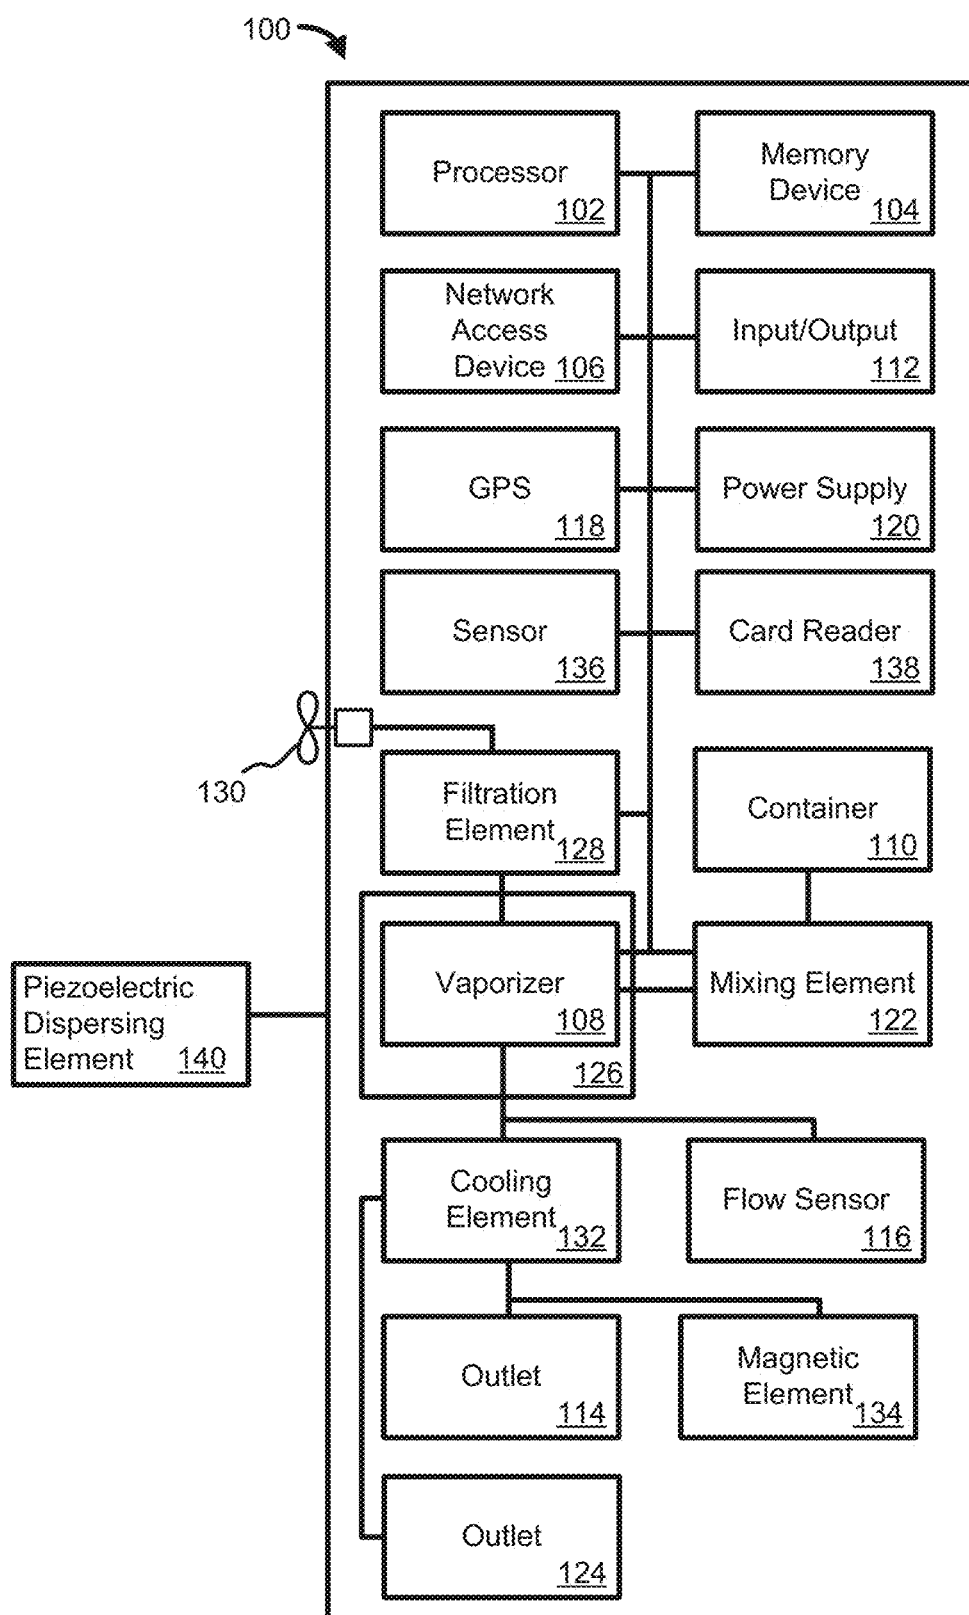 100
Processor
102
Memory
Device 104
Network
Access
Device 106
Input/Output
112
GPS
118
Power Supply
120
Sensor
136
Card Reader
138
130
Filtration
Element
128
Container
110
Piezoelectric
Dispersing
Element 140
Vaporizer
108
126
Mixing Element
122
Cooling
Element
132
Flow Sensor
116
Outlet
114
Magnetic
Element
134
Outlet
124